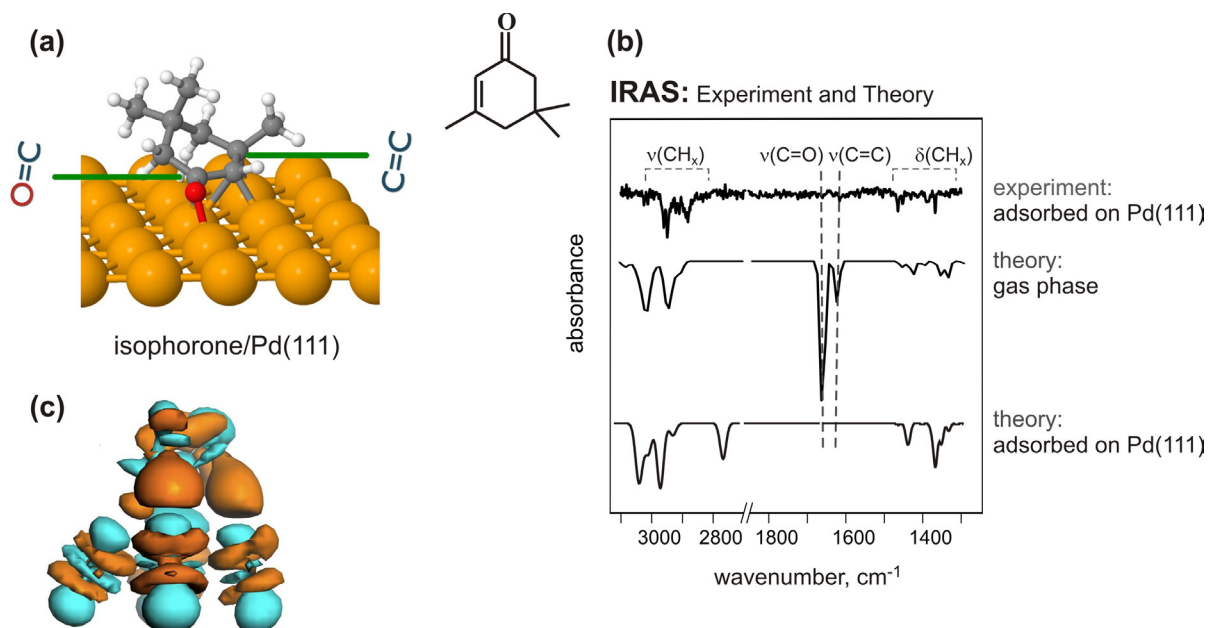 (a)
O=C
C=C
isophorone/Pd(111)
O
(b)
IRAS: Experiment and Theory
ν(CHₓ)
ν(C=O) ν(C=C)
δ(CHₓ)
experiment:
adsorbed on Pd(111)
theory:
gas phase
theory:
adsorbed on Pd(111)
absorbance
3000 2800 1800 1600 1400
wavenumber, cm⁻¹
(c)